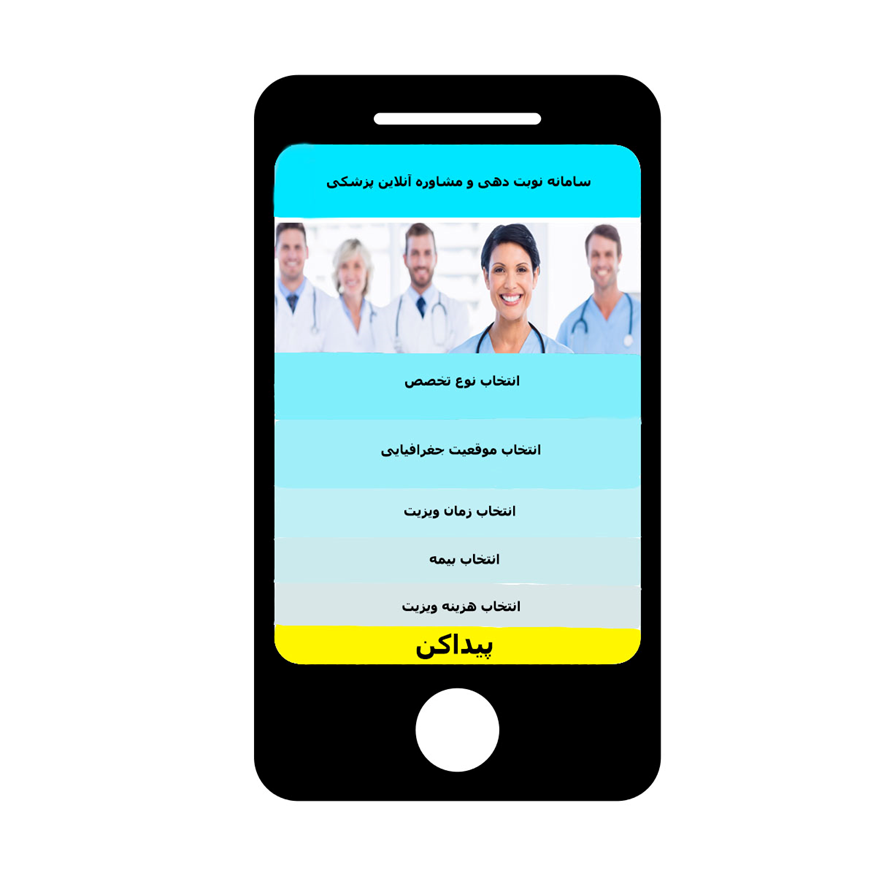 سامانه نوبت دهی و مشاوره آنلاین پزشکی
انتخاب نوع تخصص
انتخاب موقعیت جغرافیایی
انتخاب زمان ویزیت
انتخاب بیمه
انتخاب هزینه ویزیت
پیداکن